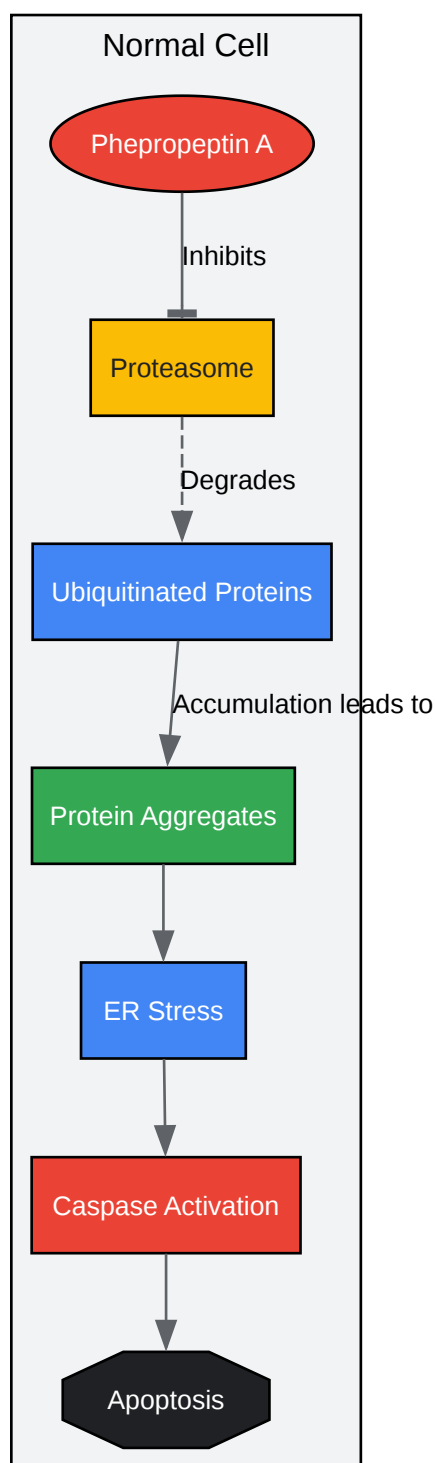 Normal Cell
Phepropeptin A
Inhibits
Proteasome
Degrades
Ubiquitinated Proteins
Accumulation leads to
Protein Aggregates
ER Stress
Caspase Activation
Apoptosis